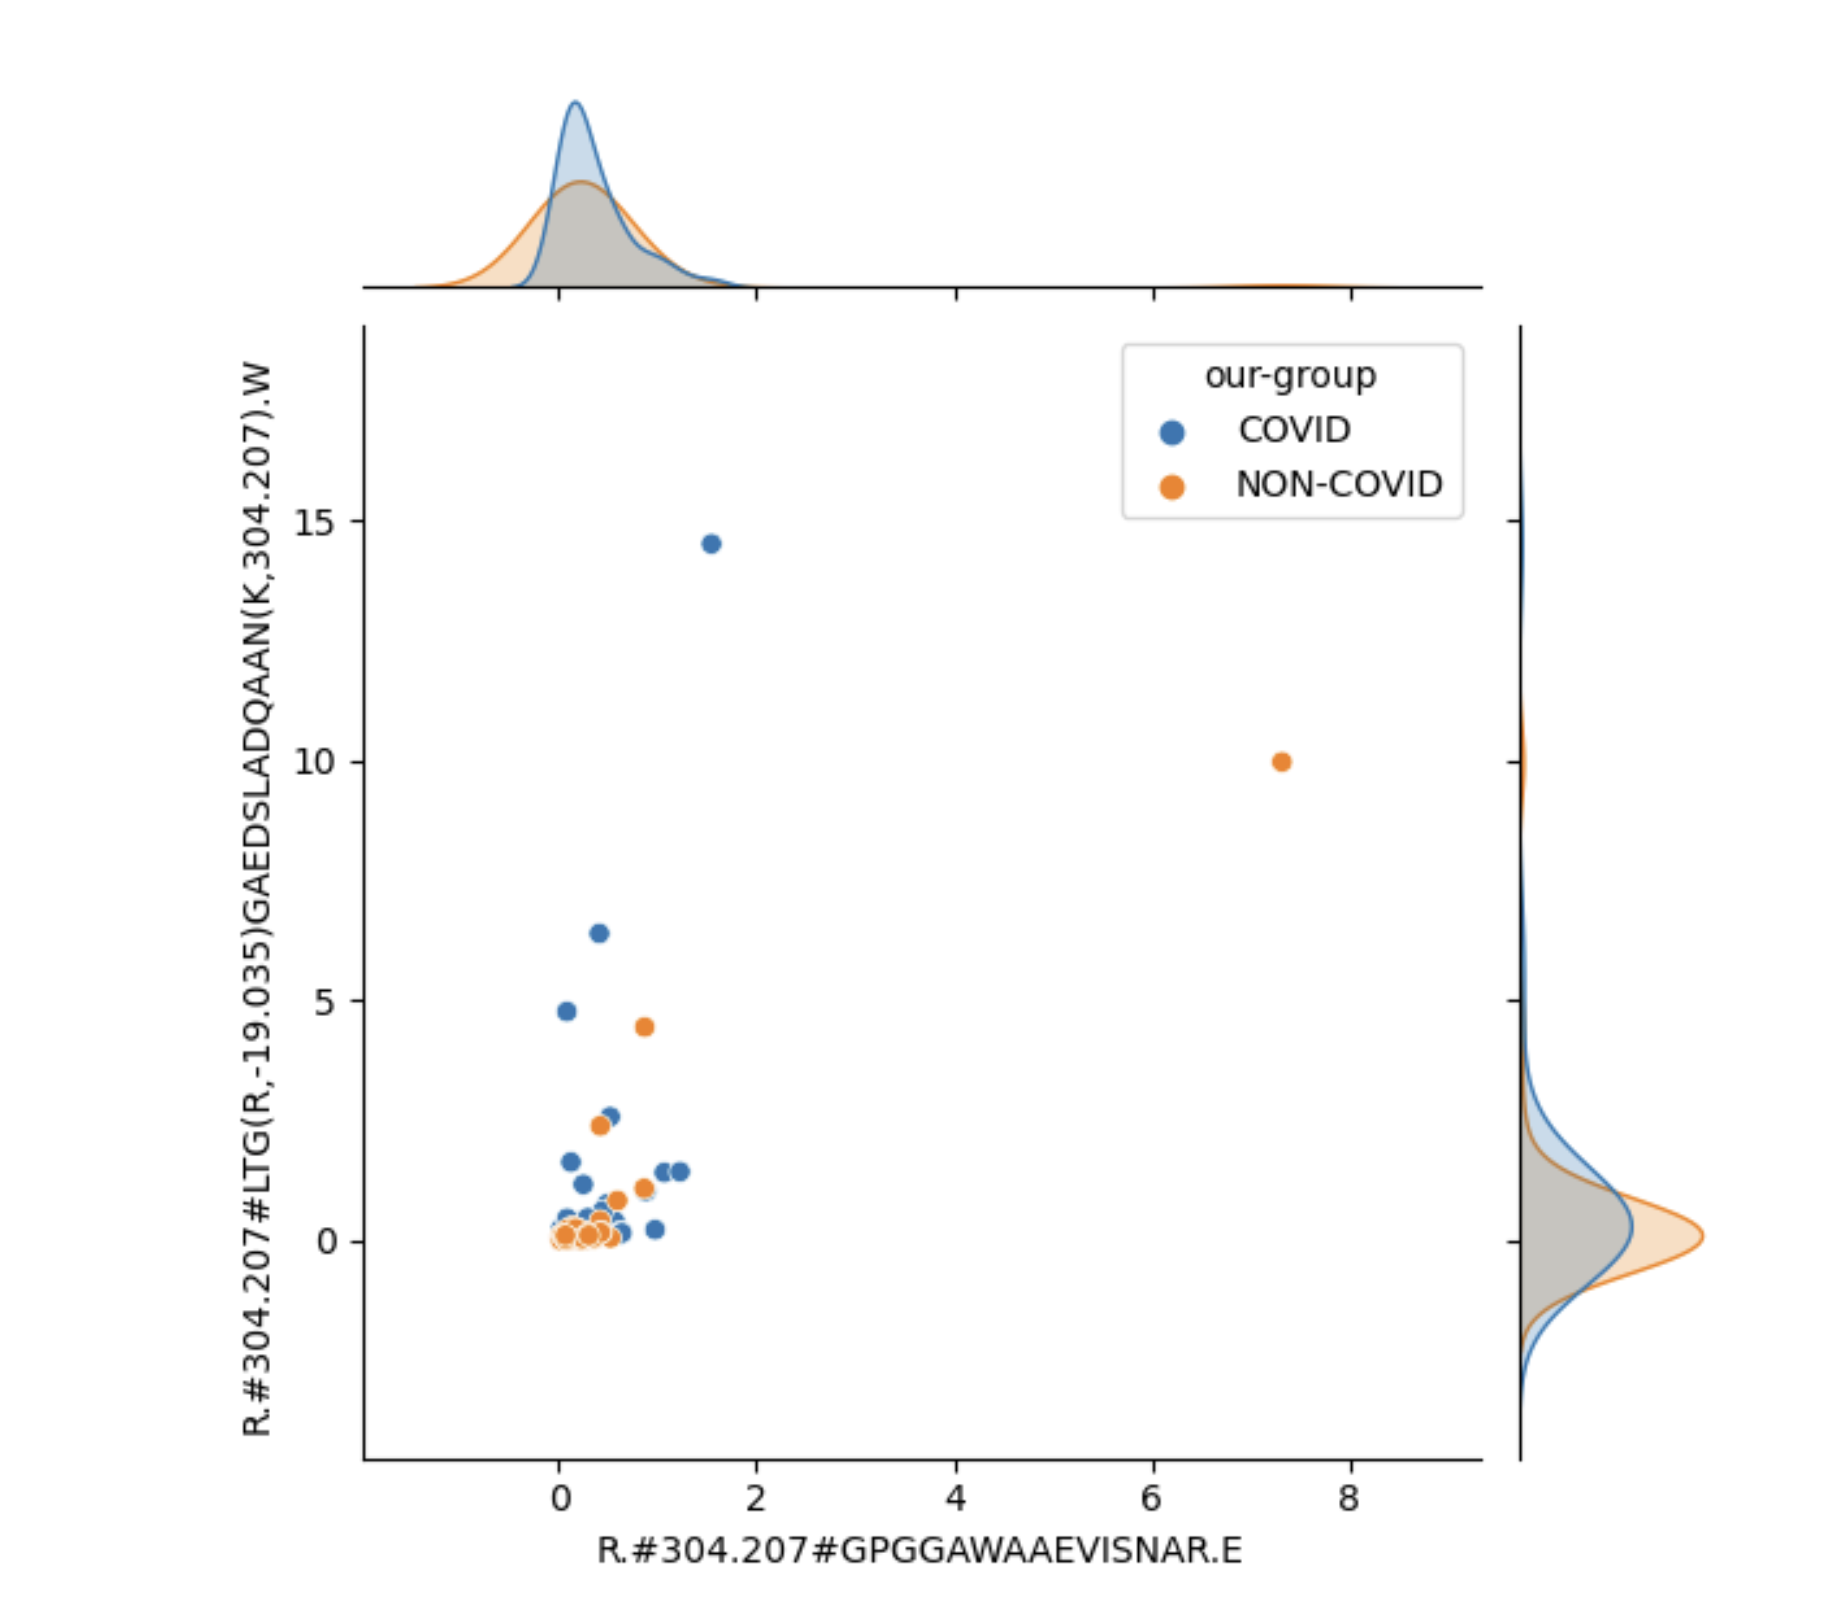 our-group
COVID
NON-COVID
R.#304.207#LTG(R,-19.035)GAEDSLADQAAN(K,304.207).W
15
10
5
0
0 2 4 6 8
R.#304.207#GPGGAWAAEVISNAR.E